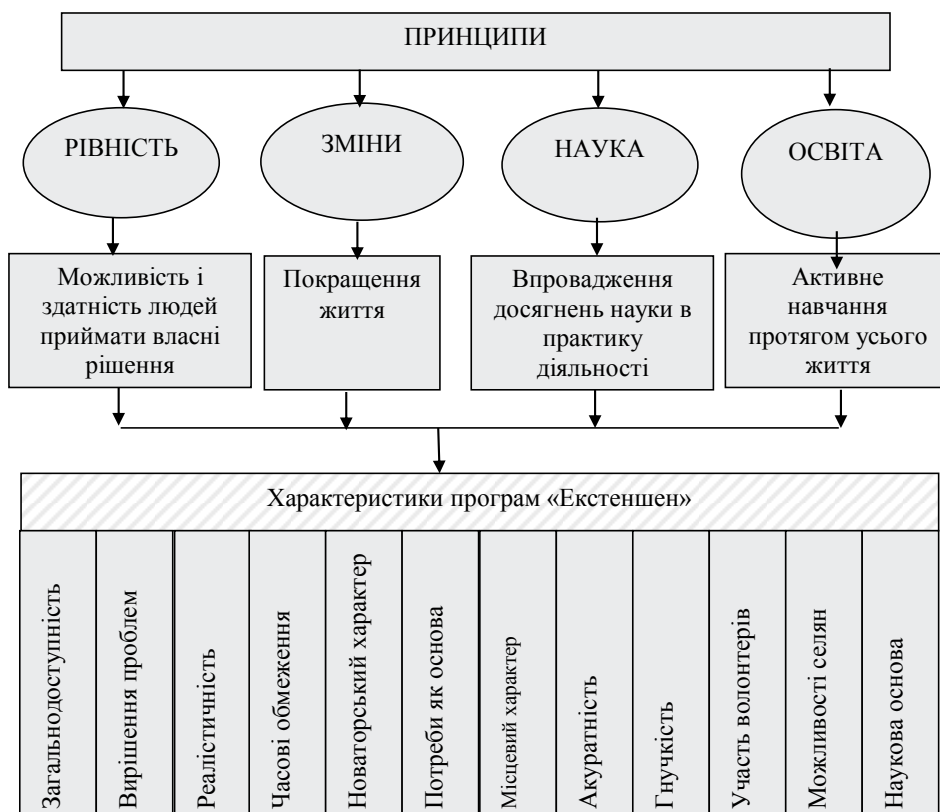 ПРИНЦИПИ
РІВНІСТЬ
ЗМІНИ
НАУКА
ОСВІТА
Можливість і
здатність людей
приймати власні
рішення
Покращення
життя
Впровадження
досягнень науки в
практику
діяльності
Активне
навчання
протягом усього
життя
Характеристики програм «Екстеншен»
Загальнодоступність
Вирішення проблем
Реалістичність
Часові обмеження
Новаторський характер
Потреби як основа
Місцевий характер
Акуратність
Гнучкість
Участь волонтерів
Можливості селян
Наукова основа